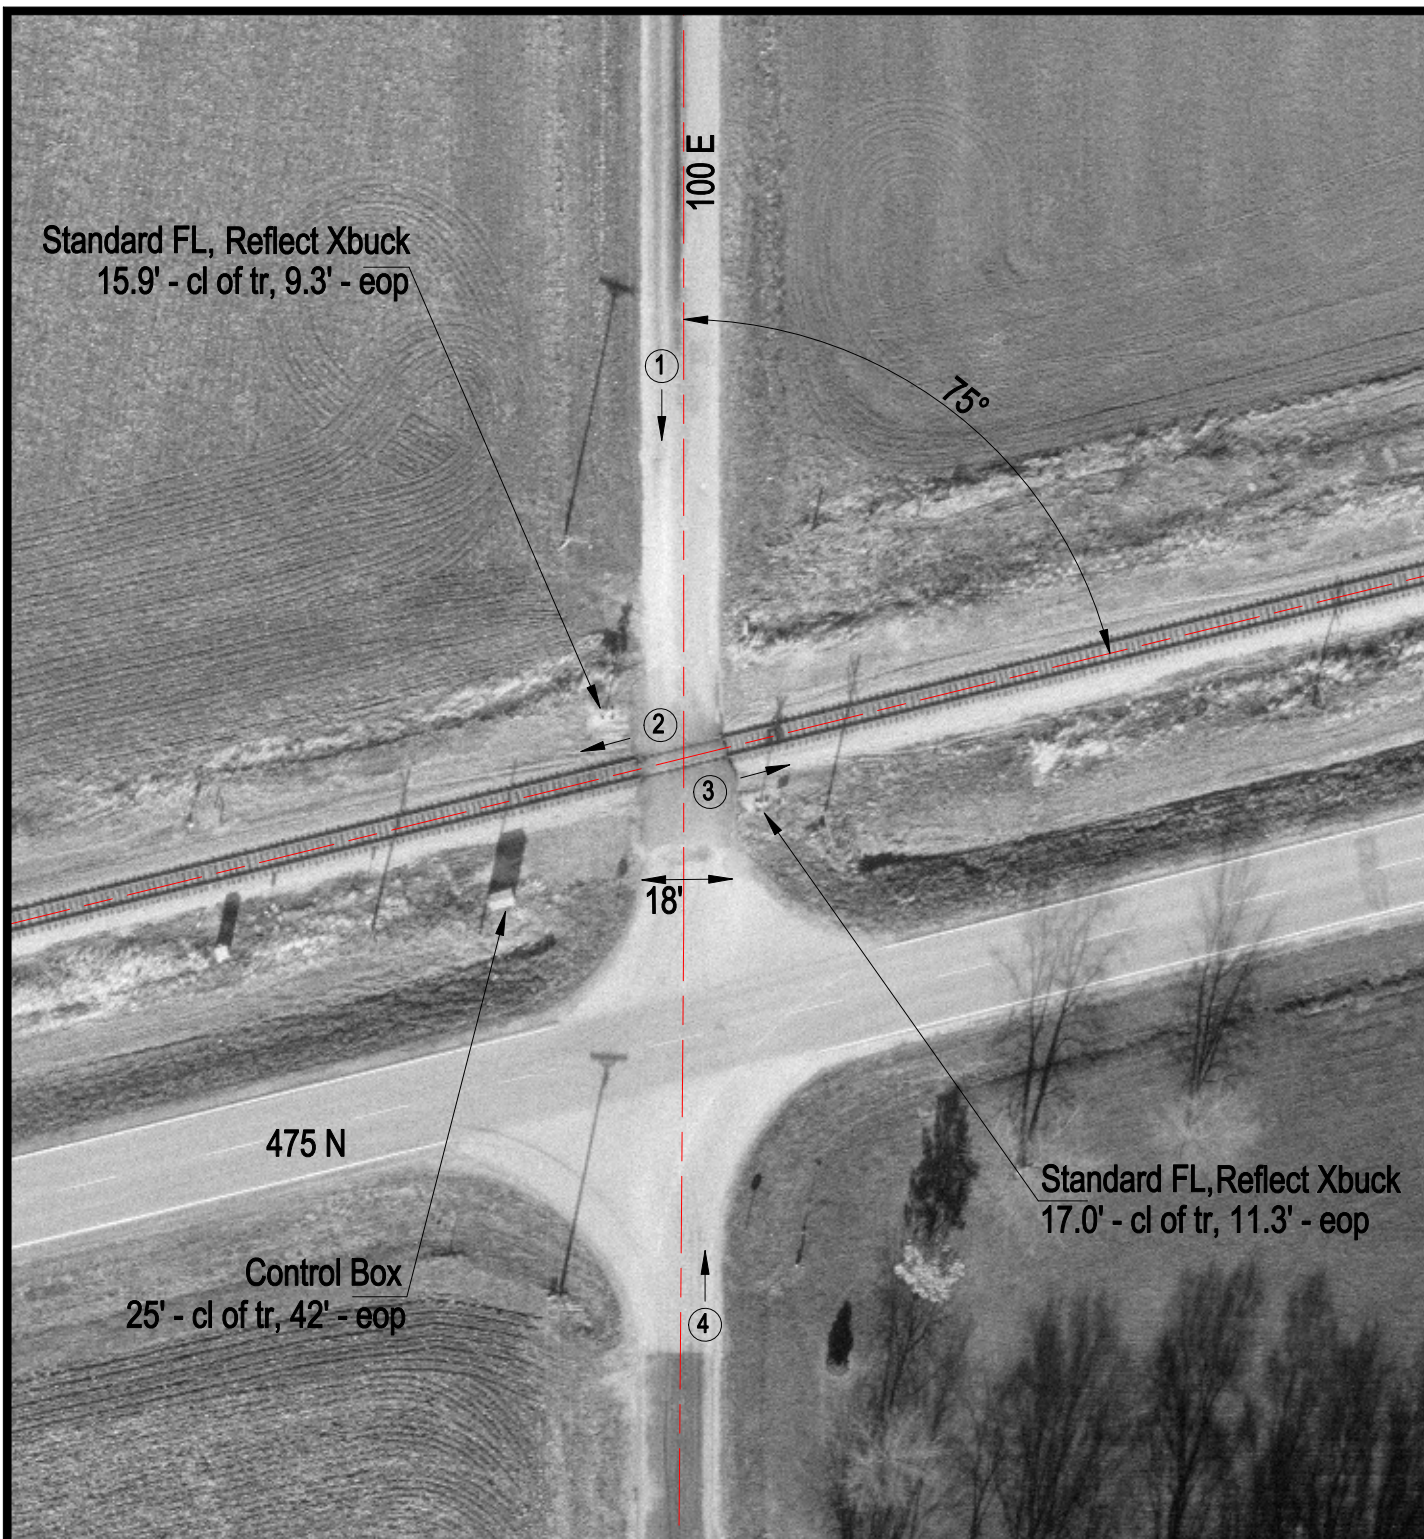 100 E
Standard FL, Reflect Xbuck
15.9' - cl of tr, 9.3' - eop
1
75°
2
3
18'
475 N
Standard FL,Reflect Xbuck
17.0' - cl of tr, 11.3' - eop
Control Box
25' - cl of tr, 42' - eop
4